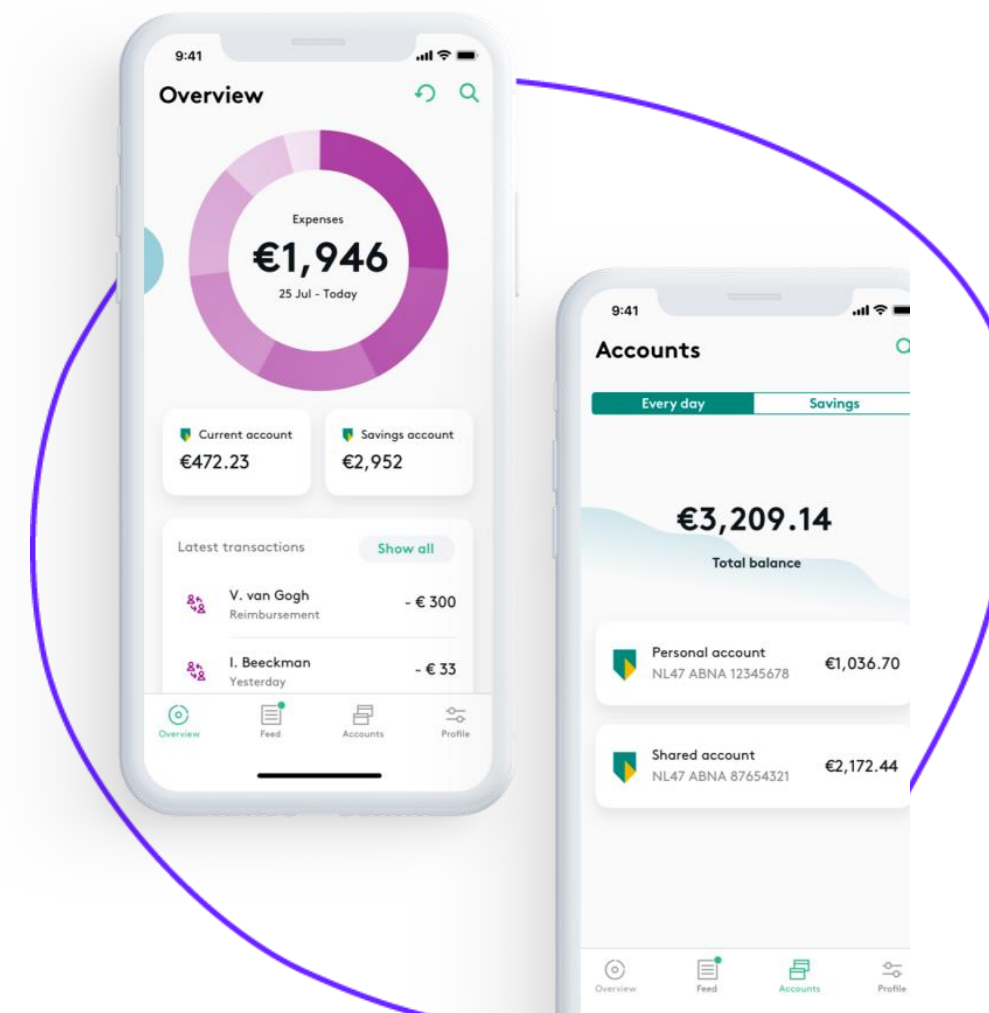 9:41
Overview
Expenses
€1,946
25 Jul - Today
Current account
€472.23
Savings account
€2,952
Latest transactions
Show all
V. van Gogh
- € 300
Reimbursement
I. Beeckman
- € 33
Yesterday
Overview
Feed
Accounts
Profile
9:41
Accounts
Every day
Savings
€3,209.14
Total balance
Personal account
€1,036.70
NL47 ABNA 12345678
Shared account
€2,172.44
NL47 ABNA 87654321
Overview
Feed
Accounts
Profile